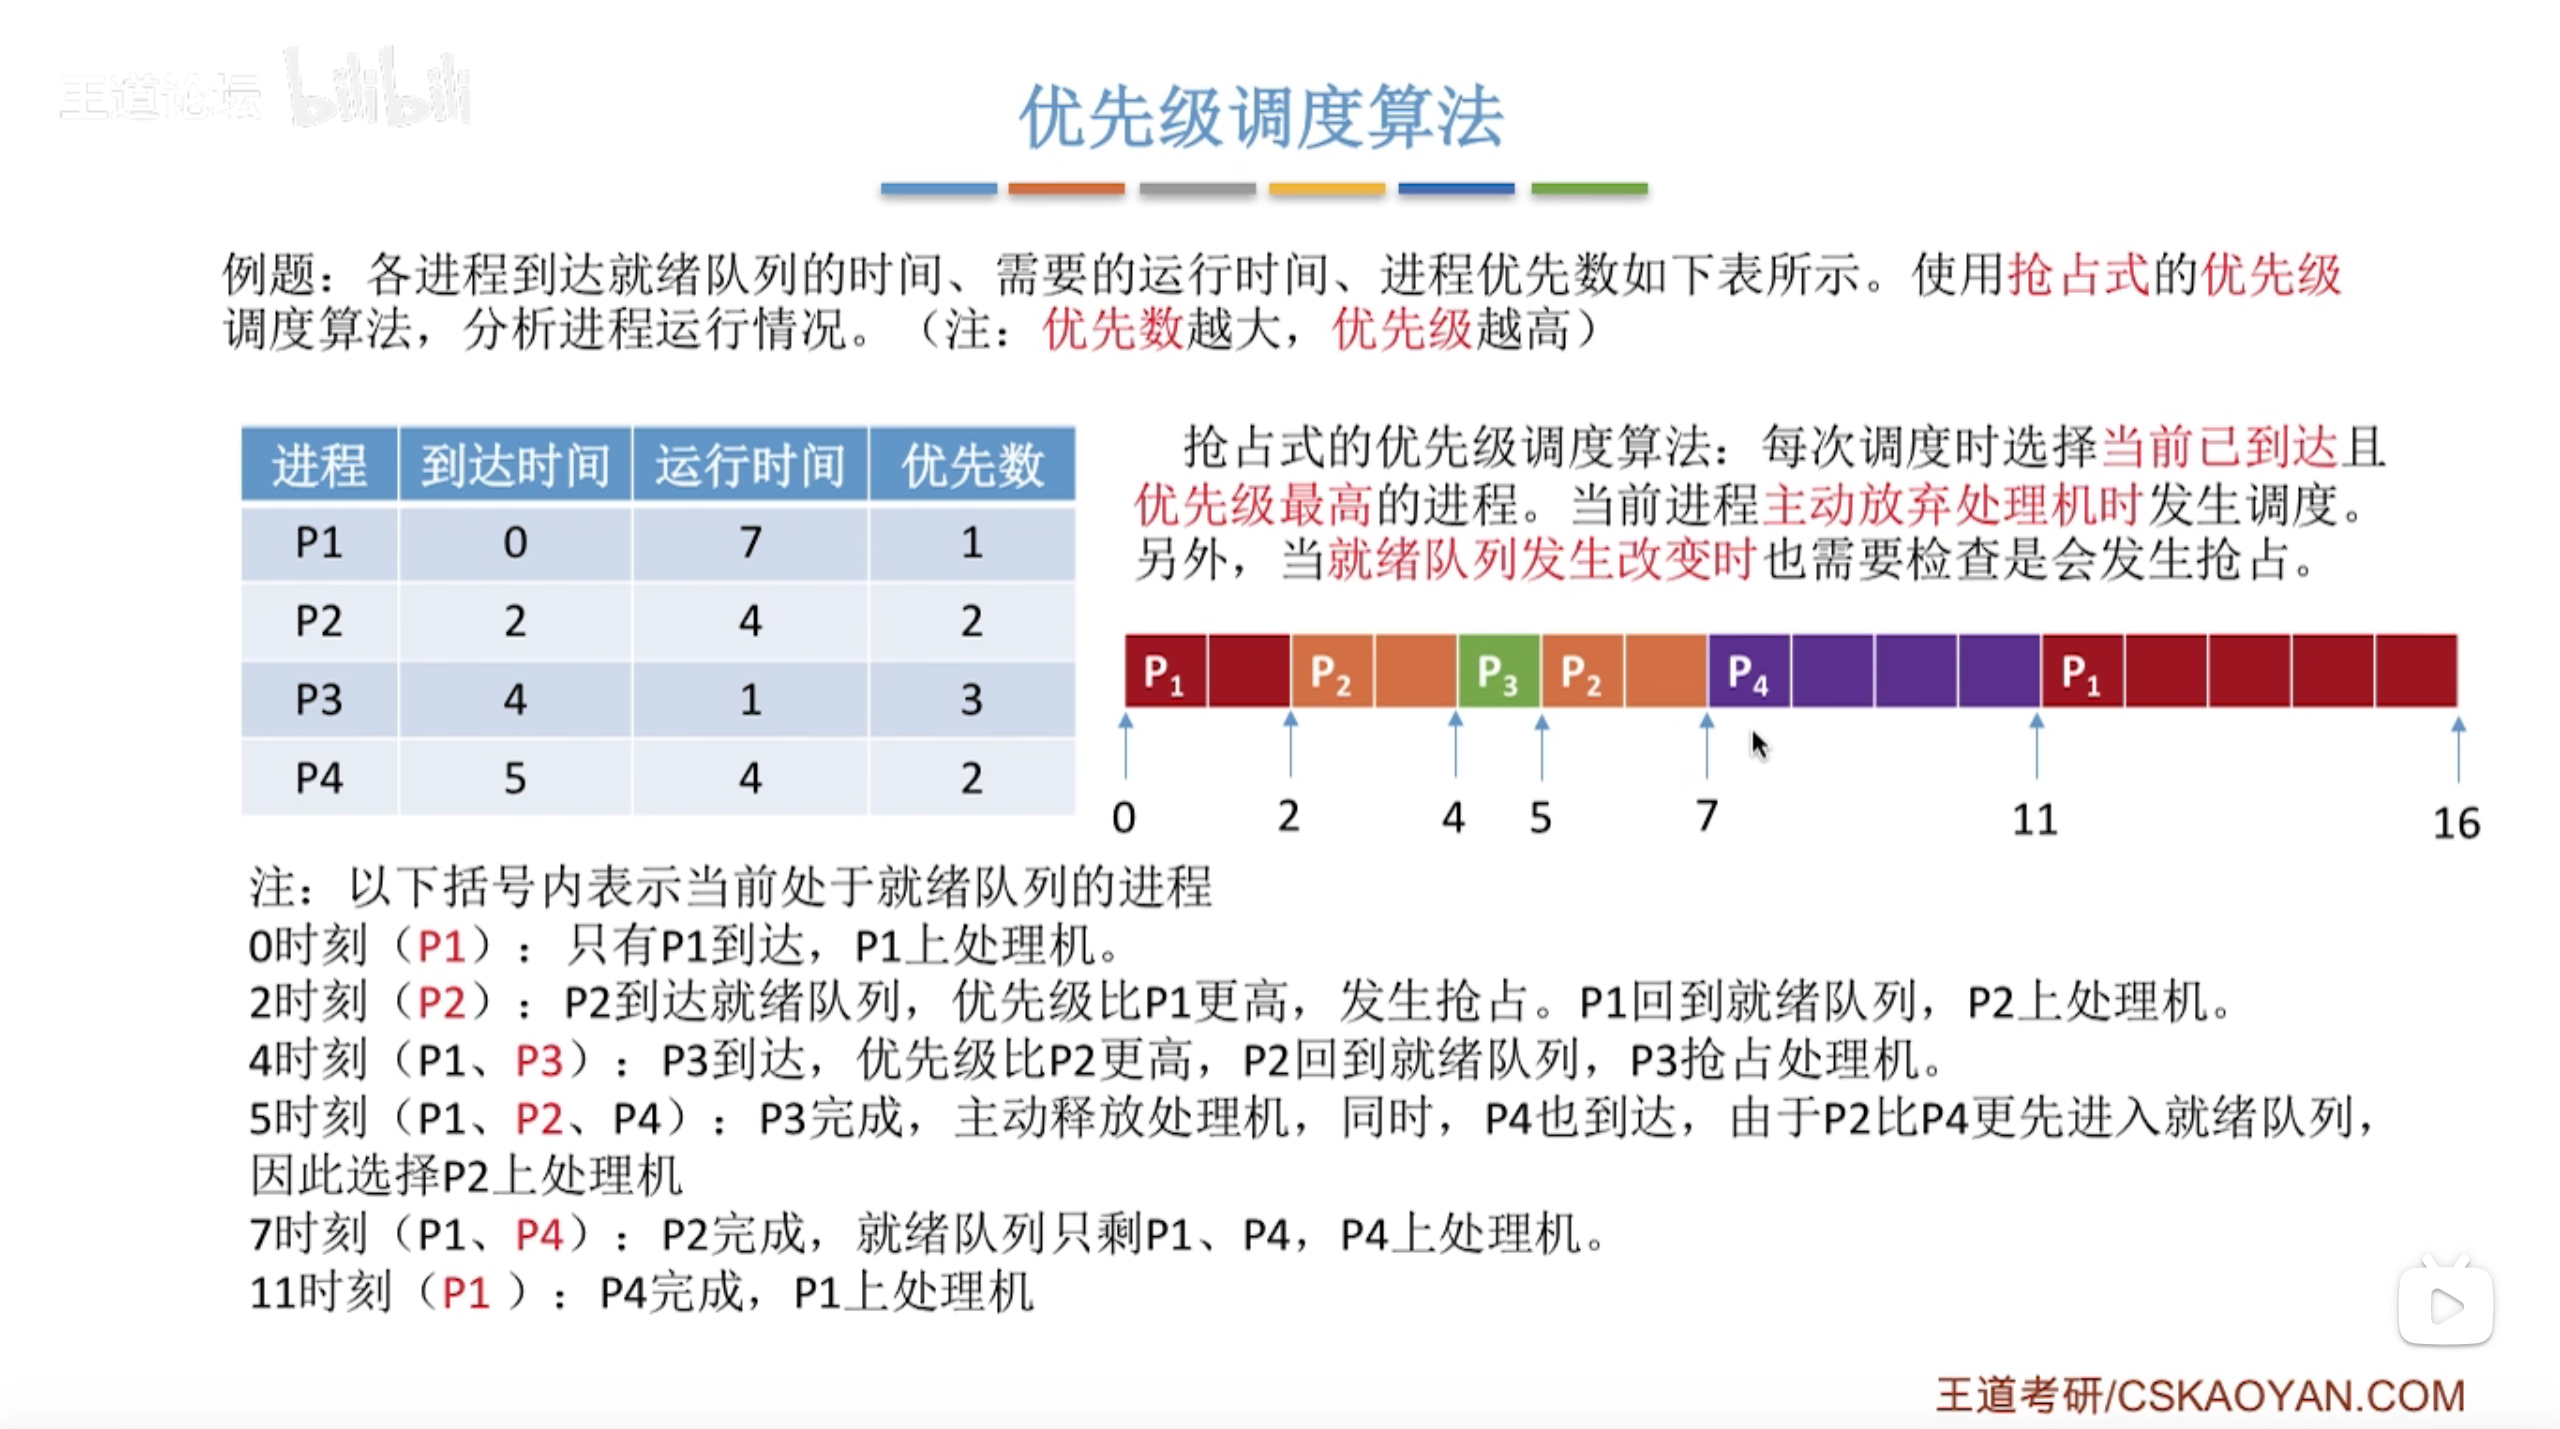 王道论坛 bilibili
优先级调度算法
例题：各进程到达就绪队列的时间、需要的运行时间、进程优先数如下表所示。使用抢占式的优先级
调度算法，分析进程运行情况。（注：优先数越大，优先级越高）
进程 到达时间 运行时间 优先数
P1 0 7 1
P2 2 4 2
P3 4 1 3
P4 5 4 2
抢占式的优先级调度算法：每次调度时选择当前已到达且
优先级最高的进程。当前进程主动放弃处理机时发生调度。
另外，当就绪队列发生改变时也需要检查是会发生抢占。
P1 P2 P3 P2 P4 P1
0 2 4 5 7 11 16
注：以下括号内表示当前处于就绪队列的进程
0时刻（P1）：只有P1到达，P1上处理机。
2时刻（P2）：P2到达就绪队列，优先级比P1更高，发生抢占。P1回到就绪队列，P2上处理机。
4时刻（P1、P3）：P3到达，优先级比P2更高，P2回到就绪队列，P3抢占处理机。
5时刻（P1、P2、P4）：P3完成，主动释放处理机，同时，P4也到达，由于P2比P4更先进入就绪队列，
因此选择P2上处理机
7时刻（P1、P4）：P2完成，就绪队列只剩P1、P4，P4上处理机。
11时刻（P1 ）：P4完成，P1上处理机
王道考研/CSKAOYAN.COM